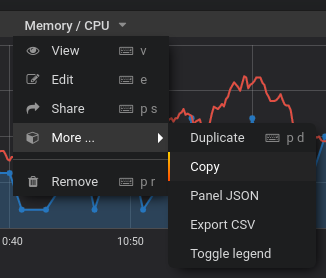 Memory / CPU
View v
Edit e
Share p s
More ...
Remove p r
Duplicate p d
Copy
Panel JSON
Export CSV
Toggle legend
0:40
10:50